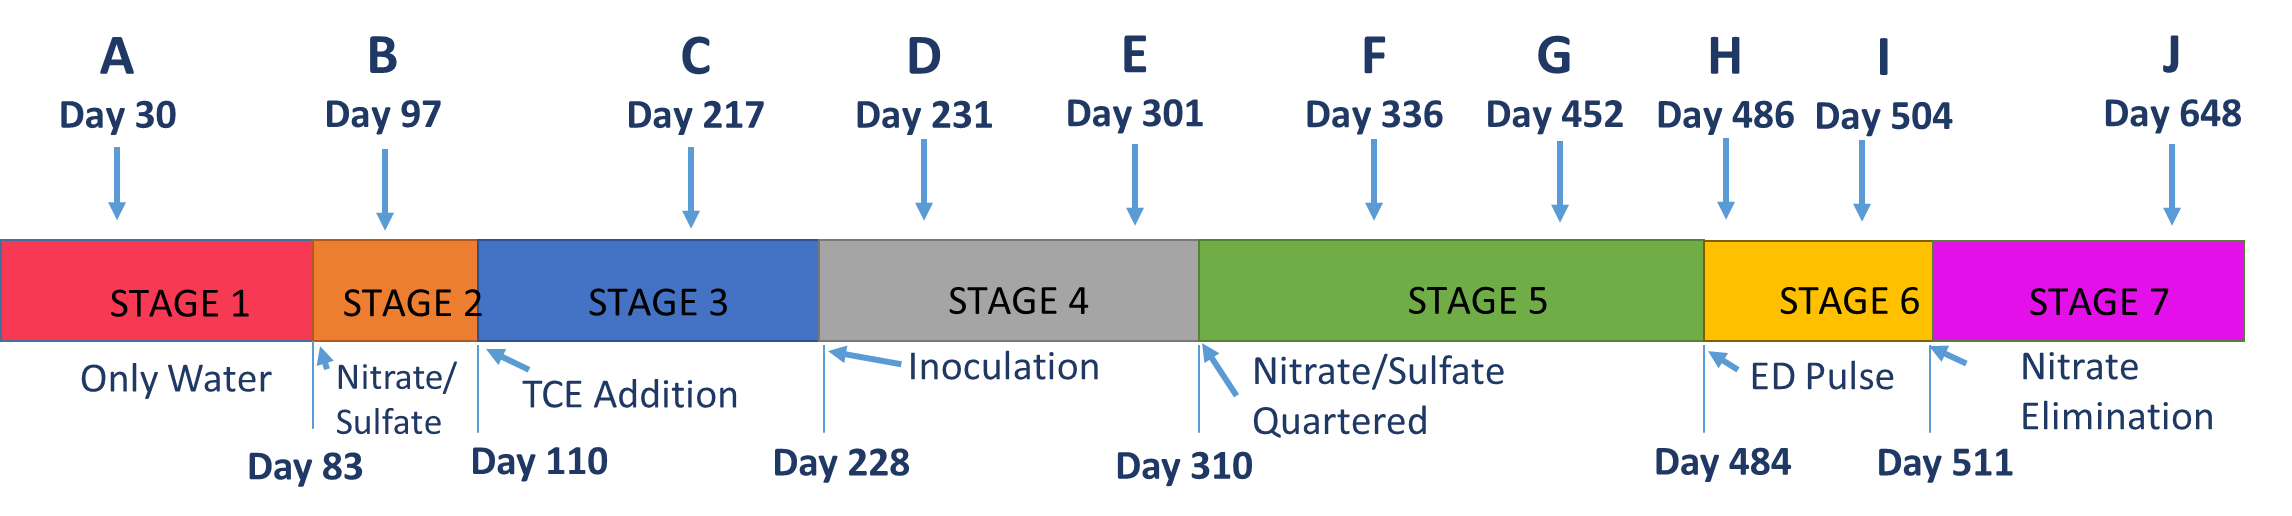 A B C D E F G H I J
Day 30 Day 97 Day 217 Day 231 Day 301 Day 336 Day 452 Day 486 Day 504 Day 648
STAGE 1 STAGE 2 STAGE 3 STAGE 4 STAGE 5 STAGE 6 STAGE 7
Only Water
Nitrate/
Sulfate
TCE Addition
Inoculation
Nitrate/Sulfate
Quartered
ED Pulse
Nitrate
Elimination
Day 83 Day 110 Day 228 Day 310 Day 484 Day 511